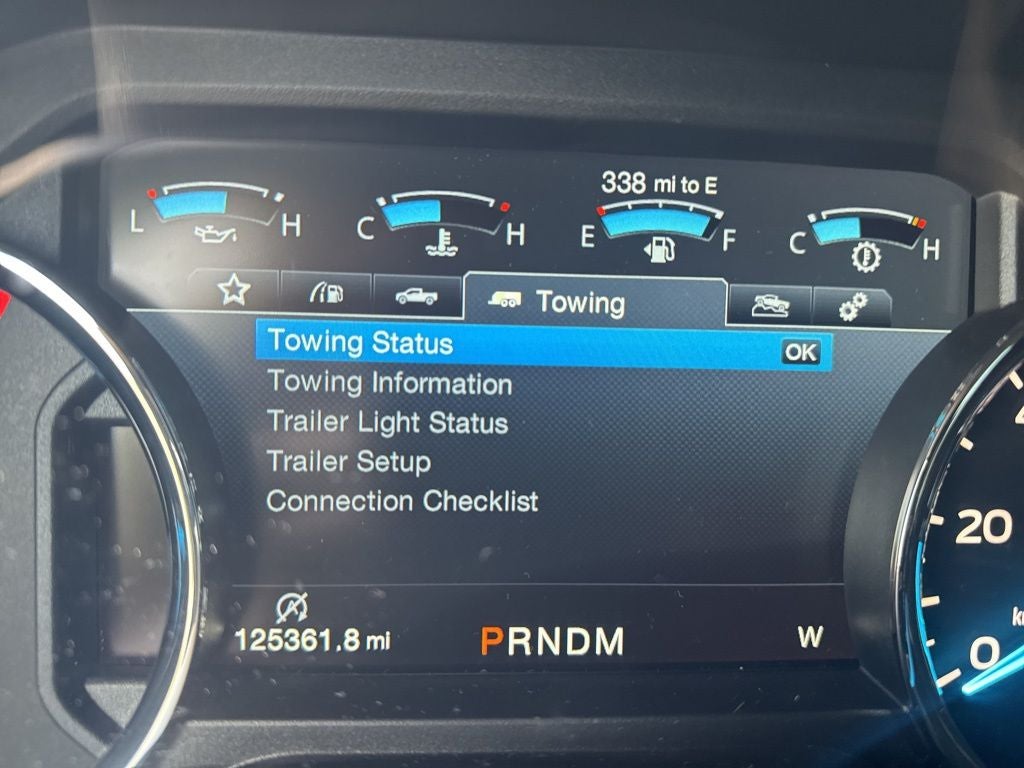 338 mi to E
L H C H E F C H
Towing
Towing Status OK
Towing Information
Trailer Light Status
Trailer Setup
Connection Checklist
20
0
A
125361.8 mi PRNDM W